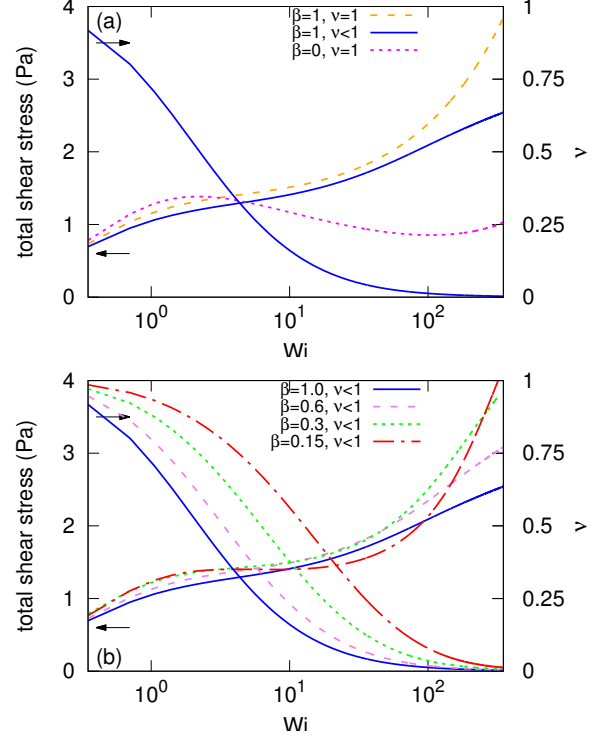 (a)
β=1, ν=1
β=1, ν<1
β=0, ν=1
4
3
2
1
0
total shear stress (Pa)
1
0.75
0.5
0.25
0
ν
10^0
10^1
10^2
Wi
(b)
β=1.0, ν<1
β=0.6, ν<1
β=0.3, ν<1
β=0.15, ν<1
4
3
2
1
0
total shear stress (Pa)
1
0.75
0.5
0.25
0
ν
10^0
10^1
10^2
Wi